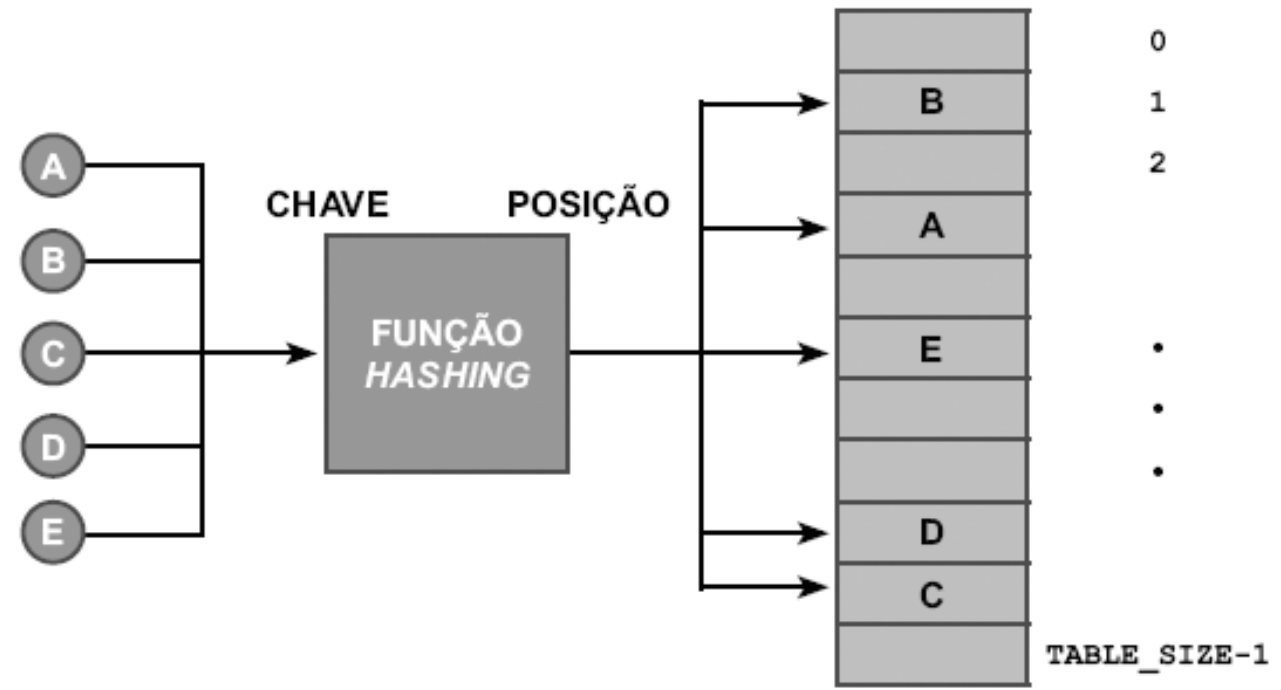 A
B
C
D
E
CHAVE
POSIÇÃO
FUNÇÃO
HASHING
B
A
E
D
C
0
1
2
TABLE_SIZE-1